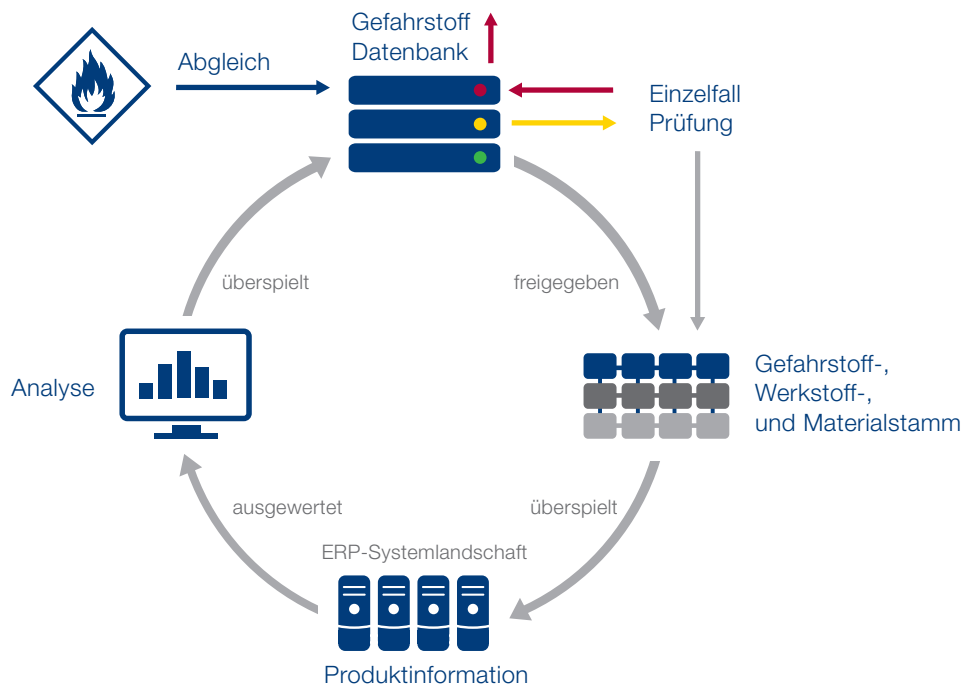 Gefahrstoff
Datenbank
Abgleich
Einzelfall
Prüfung
überspielt
freigegeben
Analyse
Gefahrstoff-,
Werkstoff-,
und Materialstamm
ausgewertet
überspielt
ERP-Systemlandschaft
Produktinformation